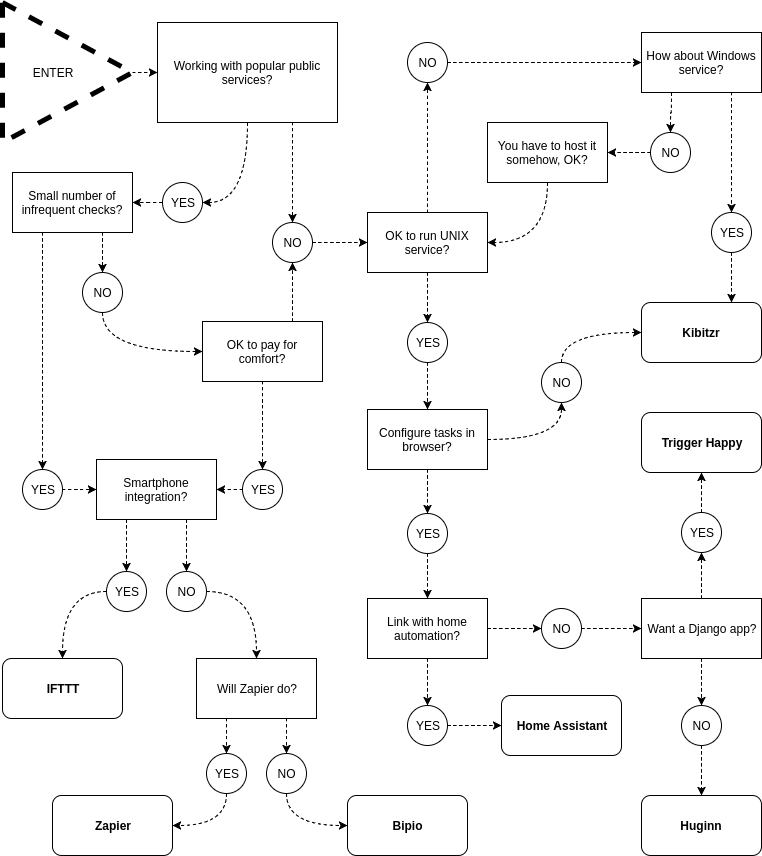 ENTER
Working with popular public
services?
NO
How about Windows
service?
You have to host it
somehow, OK?
NO
Small number of
infrequent checks?
YES
NO
OK to run UNIX
service?
YES
NO
OK to pay for
comfort?
YES
Kibitzr
NO
Configure tasks in
browser?
Trigger Happy
YES
Smartphone
integration?
YES
YES
YES
YES
NO
Link with home
automation?
NO
Want a Django app?
IFTTT
Will Zapier do?
YES
Home Assistant
NO
YES
NO
Zapier
Bipio
Huginn